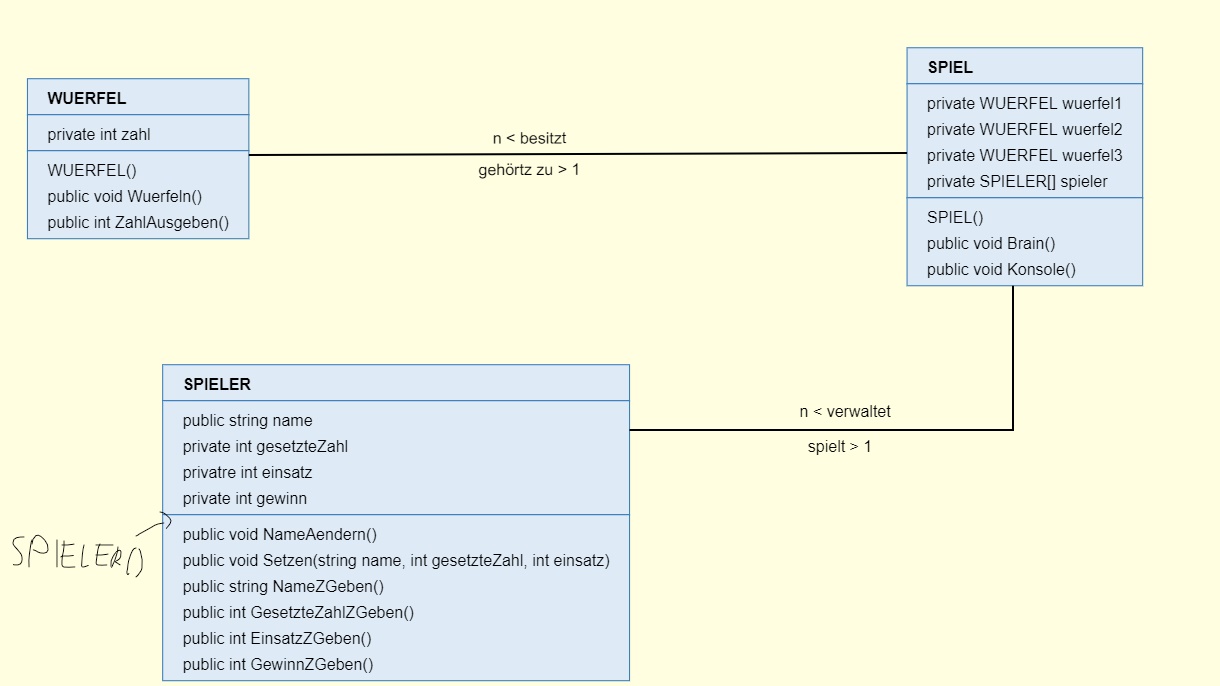 WUERFEL
private int zahl
WUERFEL()
public void Wuerfeln()
public int ZahlAusgeben()
n < besitzt
gehörtz zu > 1
SPIEL
private WUERFEL wuerfel1
private WUERFEL wuerfel2
private WUERFEL wuerfel3
private SPIELER[] spieler
SPIEL()
public void Brain()
public void Konsole()
SPIELER
public string name
private int gesetzteZahl
privatre int einsatz
private int gewinn
SPIELER()
public void NameAendern()
public void Setzen(string name, int gesetzteZahl, int einsatz)
public string NameZGeben()
public int GesetzteZahlZGeben()
public int EinsatzZGeben()
public int GewinnZGeben()
n < verwaltet
spielt > 1